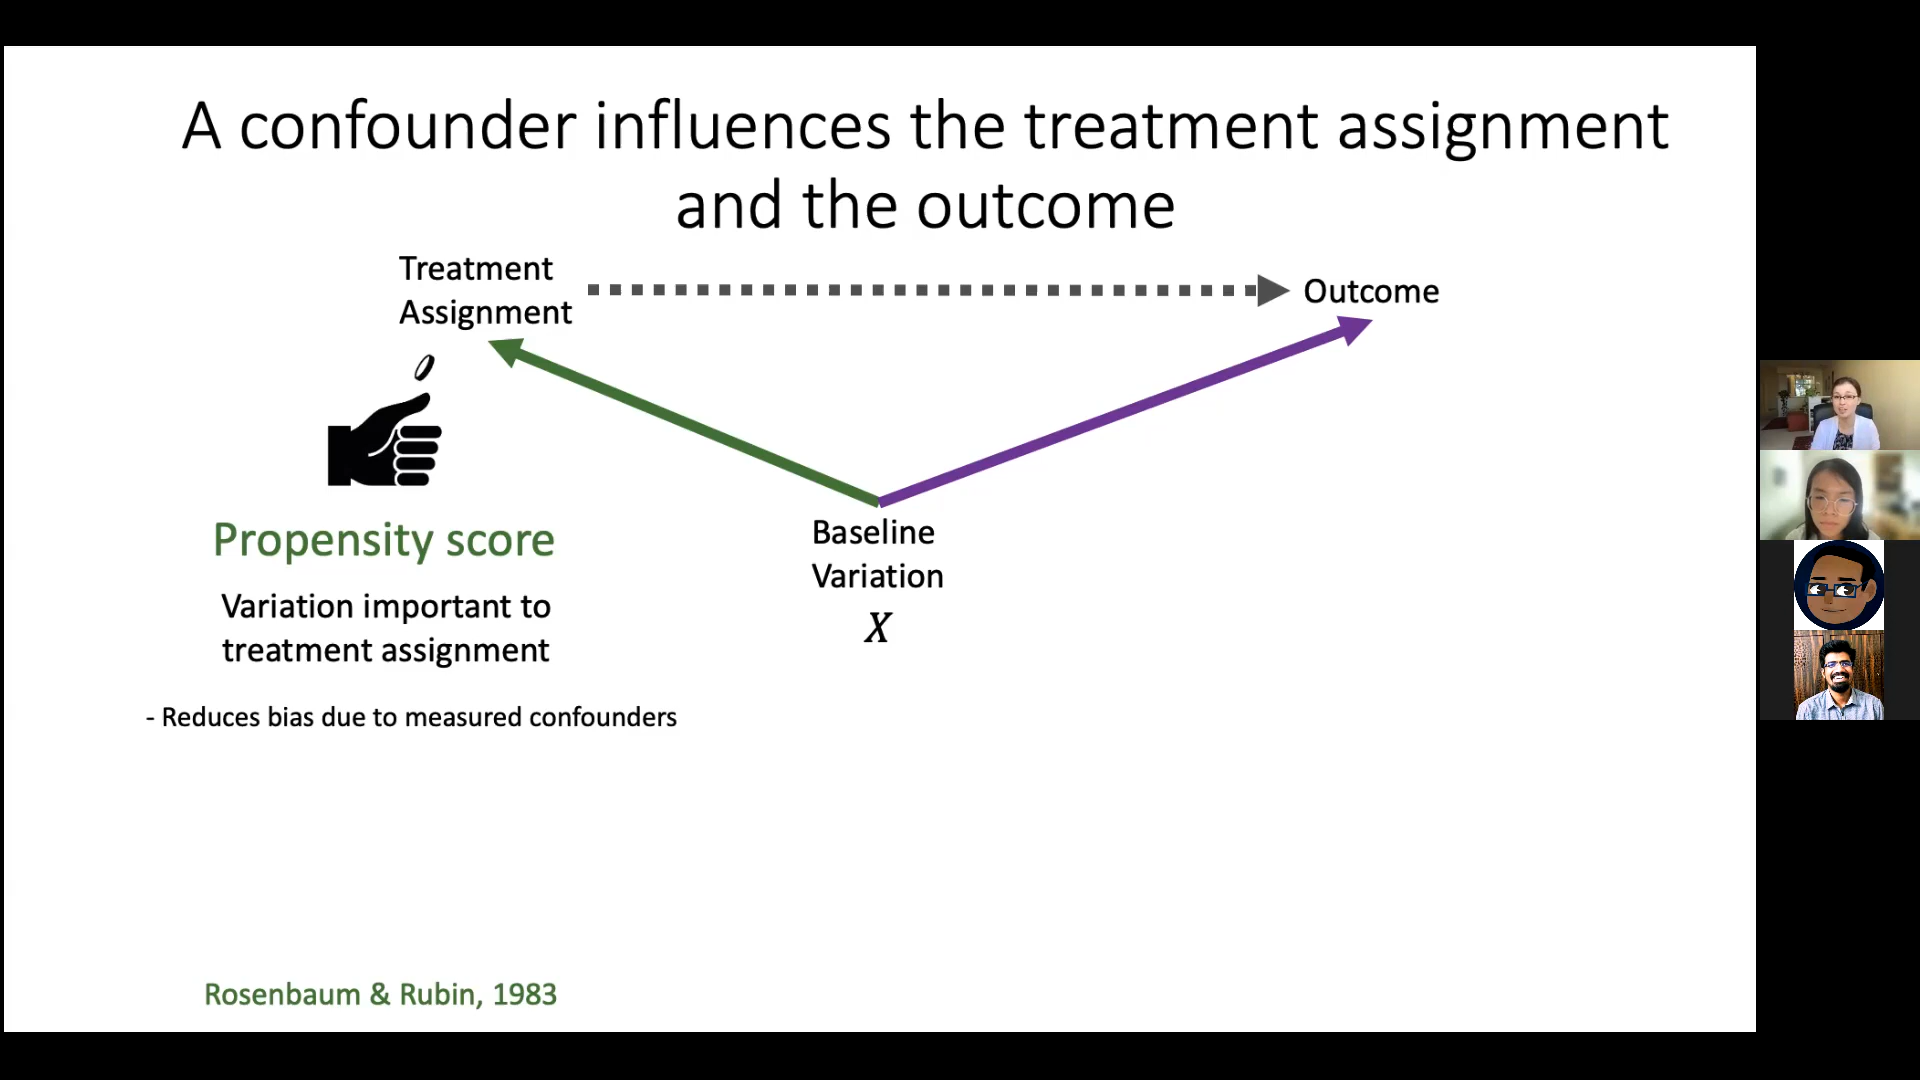 A confounder influences the treatment assignment
and the outcome
Treatment
Assignment
Outcome
Propensity score
Variation important to
treatment assignment
- Reduces bias due to measured confounders
Baseline
Variation
X
Rosenbaum & Rubin, 1983